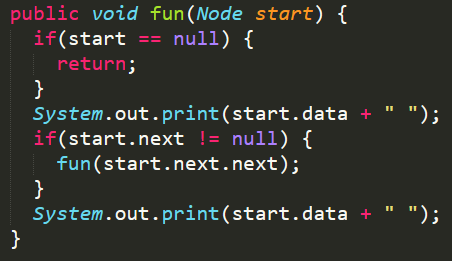 public void fun(Node start) {
  if(start == null) {
    return;
  }
  System.out.print(start.data + " ");
  if(start.next != null) {
    fun(start.next.next);
  }
  System.out.print(start.data + " ");
}